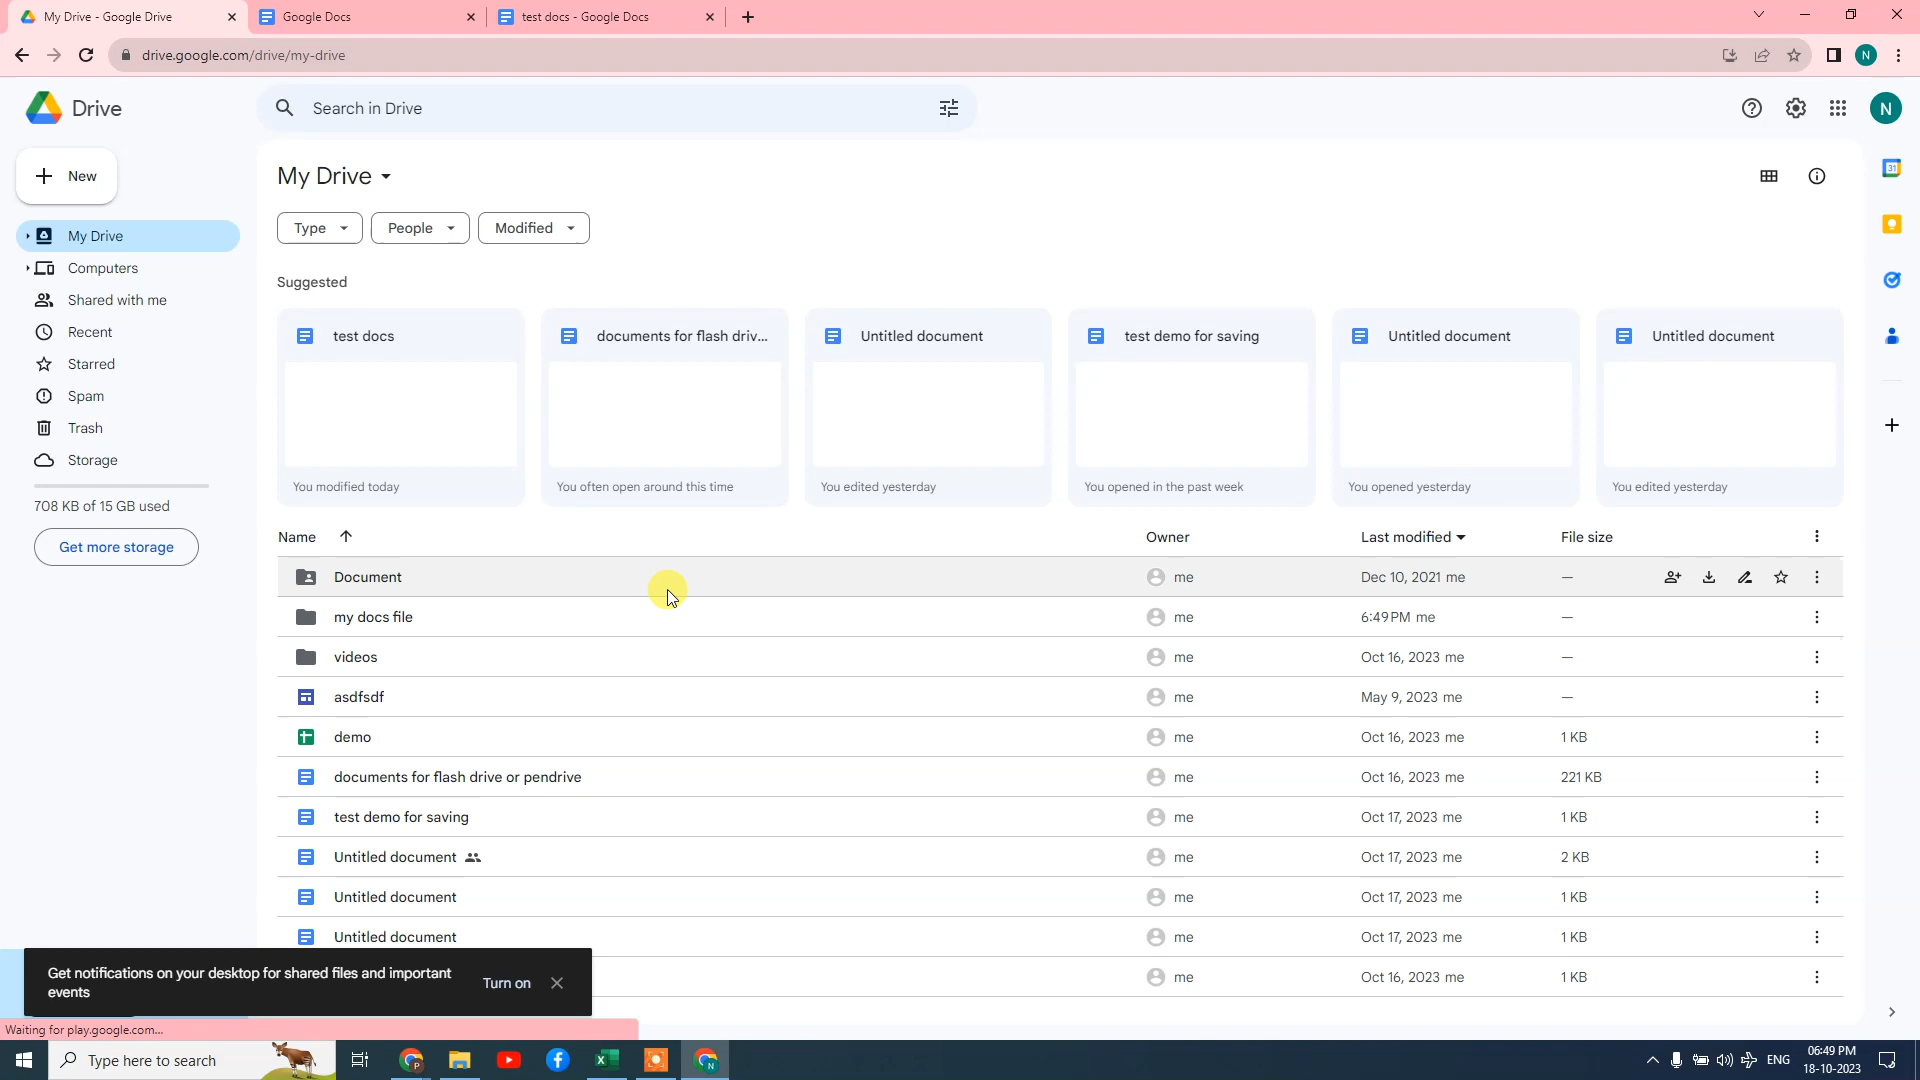 My Drive - Google Drive
Google Docs
test docs - Google Docs
drive.google.com/drive/my-drive
N
Drive
Search in Drive
N
New
My Drive
Type
People
Modified
31
My Drive
Computers
Shared with me
Recent
Starred
Spam
Trash
Storage
708 KB of 15 GB used
Get more storage
Suggested
test docs
documents for flash driv...
Untitled document
test demo for saving
Untitled document
Untitled document
You modified today
You often open around this time
You edited yesterday
You opened in the past week
You opened yesterday
You edited yesterday
Name Owner Last modified File size
Document me Dec 10, 2021 me —
my docs file me 6:49 PM me —
videos me Oct 16, 2023 me —
asdfsdf me May 9, 2023 me —
demo me Oct 16, 2023 me 1 KB
documents for flash drive or pendrive me Oct 16, 2023 me 221 KB
test demo for saving me Oct 17, 2023 me 1 KB
Untitled document me Oct 17, 2023 me 2 KB
Untitled document me Oct 17, 2023 me 1 KB
Untitled document me Oct 17, 2023 me 1 KB
me Oct 16, 2023 me 1 KB
Get notifications on your desktop for shared files and important
events
Turn on
Waiting for play.google.com...
Type here to search
P
N
ENG
06:49 PM
18-10-2023